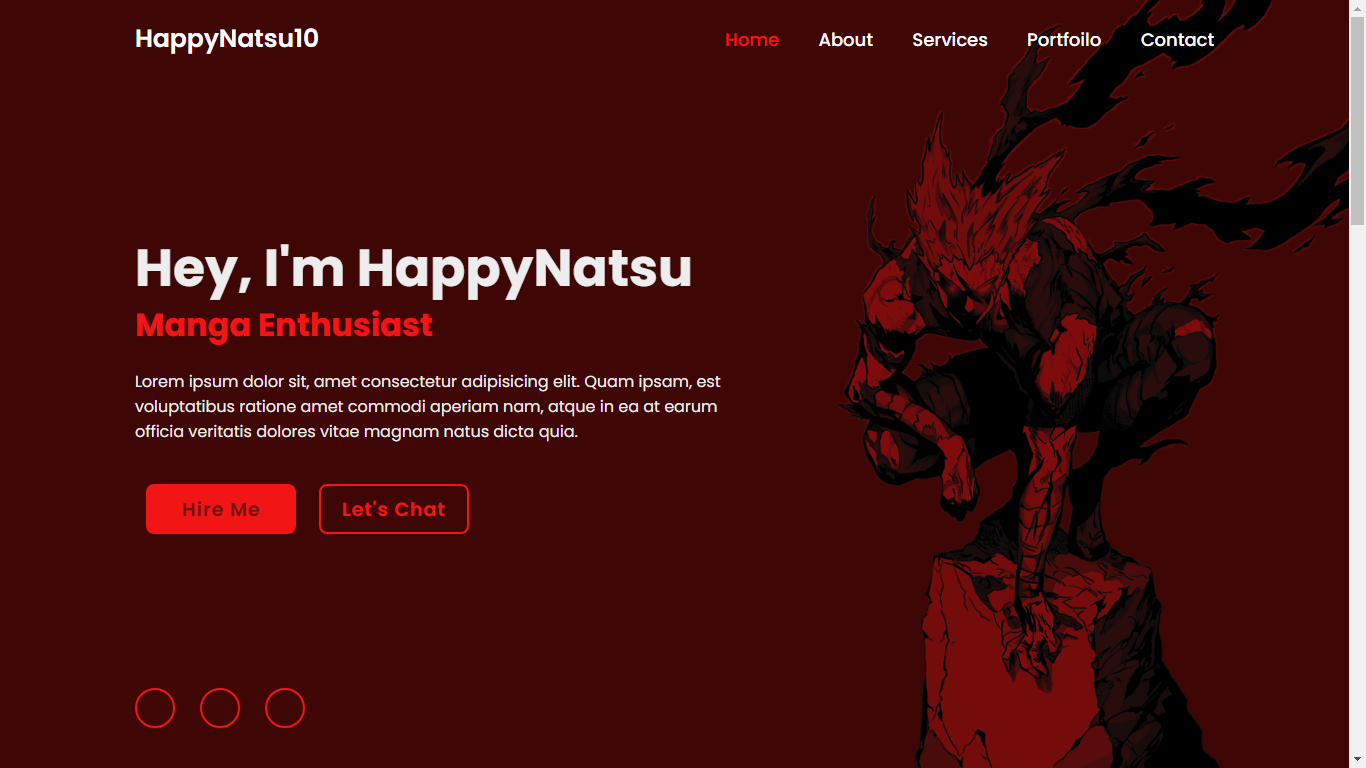 HappyNatsu10
Home About Services Portfoilo Contact
Hey, I'm HappyNatsu
Manga Enthusiast
Lorem ipsum dolor sit, amet consectetur adipisicing elit. Quam ipsam, est
voluptatibus ratione amet commodi aperiam nam, atque in ea at earum
officia veritatis dolores vitae magnam natus dicta quia.
Hire Me Let's Chat